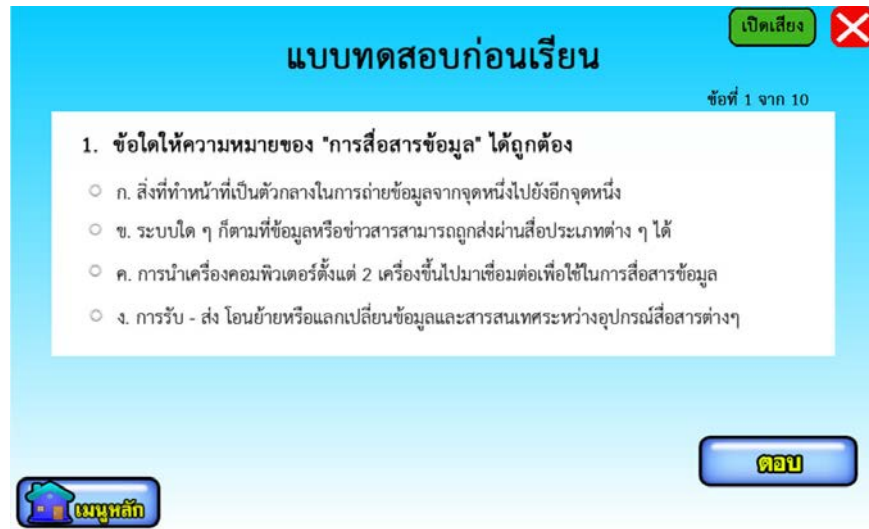 เปิดเสียง
แบบทดสอบก่อนเรียน
ข้อที่ 1 จาก 10
1. ข้อใดให้ความหมายของ "การสื่อสารข้อมูล" ได้ถูกต้อง
ก. สิ่งที่ทำหน้าที่เป็นตัวกลางในการถ่ายข้อมูลจากจุดหนึ่งไปยังอีกจุดหนึ่ง
ข. ระบบใด ๆ ก็ตามที่ข้อมูลหรือข่าวสารสามารถถูกส่งผ่านสื่อประเภทต่าง ๆ ได้
ค. การนำเครื่องคอมพิวเตอร์ตั้งแต่ 2 เครื่องขึ้นไปมาเชื่อมต่อเพื่อใช้ในการสื่อสารข้อมูล
ง. การรับ - ส่ง โอนย้ายหรือแลกเปลี่ยนข้อมูลและสารสนเทศระหว่างอุปกรณ์สื่อสารต่างๆ
ตอบ
เมนูหลัก